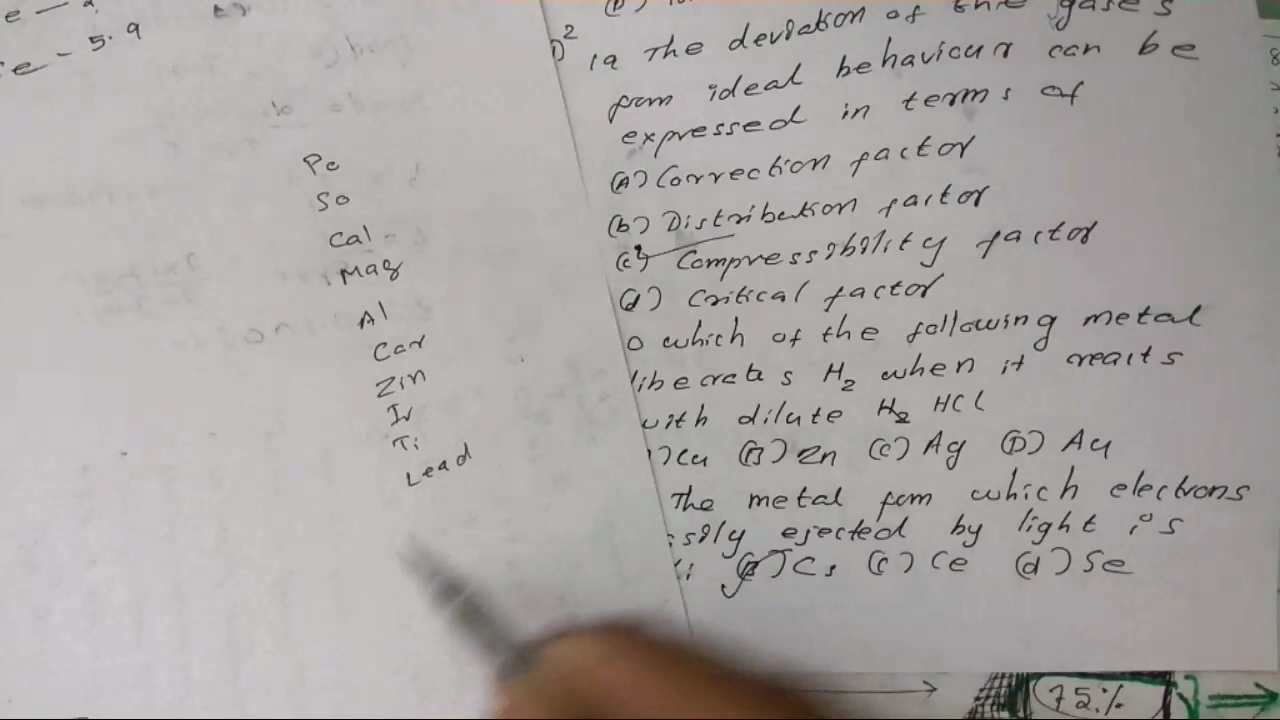 e - 5.9
Po
So
Cal-
Mag
Al
Car
Zin
Ir
Ti
Lead
19 The deviation of the gases
from ideal behaviour can be
expressed in terms of
(A) Correction factor
(b) Distribution factor
(c) Compressibility factor
(d) Critical factor
0 which of the following metal
liberates H2 when it reacts
with dilute H2 HCl
)Cu (B) Zn (C) Ag (D) Au
The metal from which electrons
sily ejected by light is
i (B) Cs (C) Ce (d) Se
75%